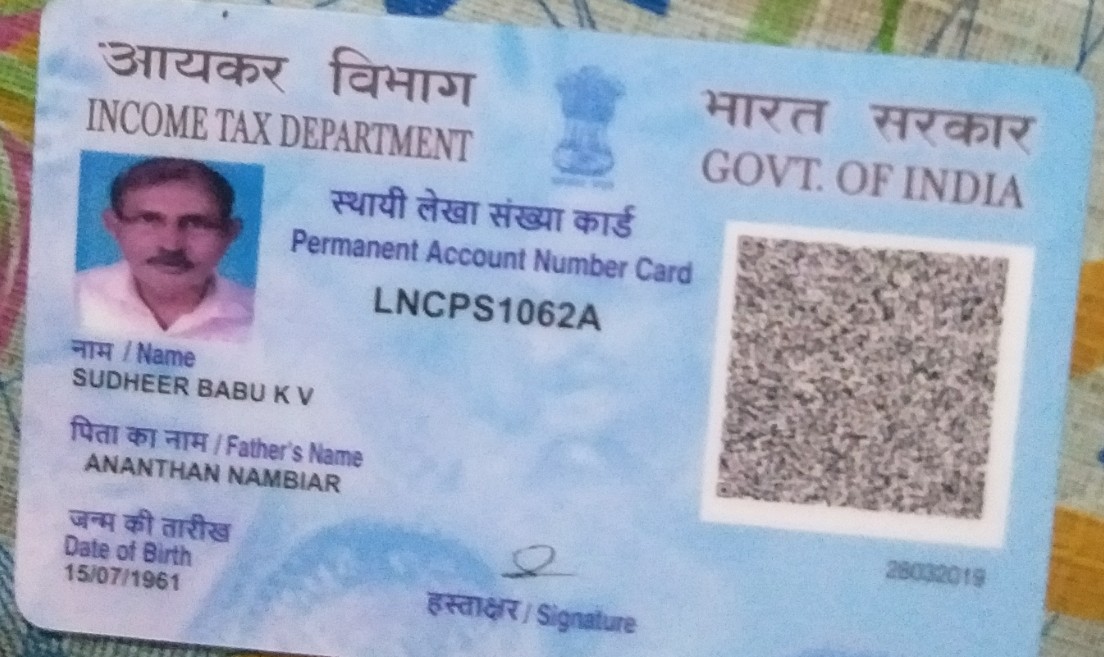 आयकर विभाग
INCOME TAX DEPARTMENT
भारत सरकार
GOVT. OF INDIA
स्थायी लेखा संख्या कार्ड
Permanent Account Number Card
LNCPS1062A
नाम / Name
SUDHEER BABU K V
पिता का नाम / Father's Name
ANANTHAN NAMBIAR
जन्म की तारीख
Date of Birth
15/07/1961
हस्ताक्षर / Signature
28032019